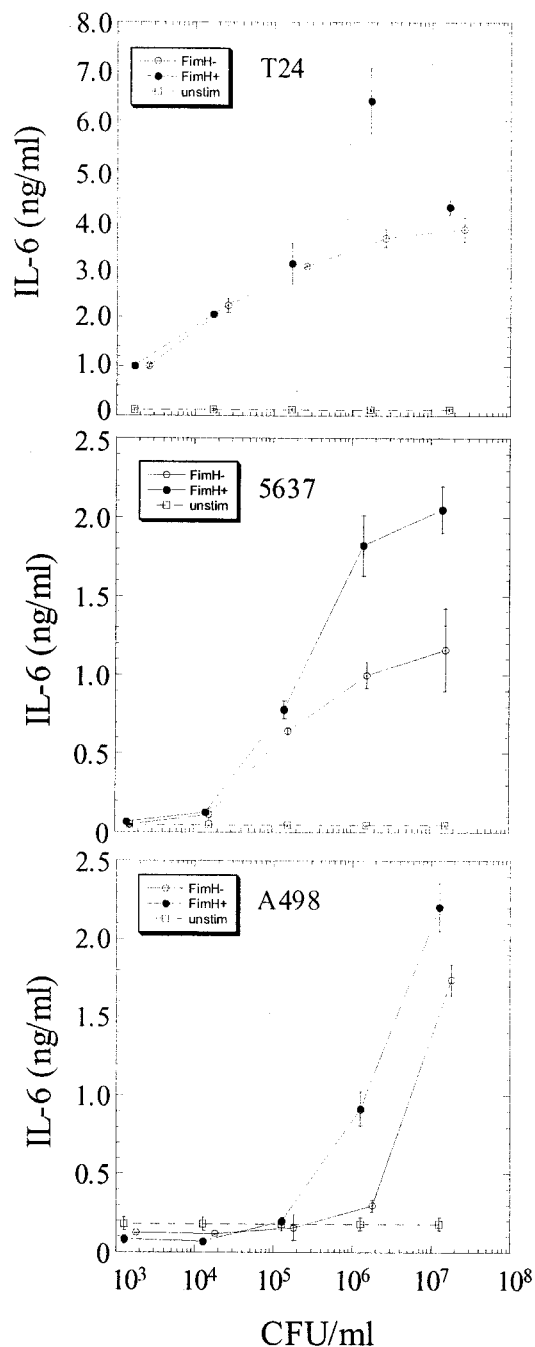 8.0
FimH-
FimH+
unstim
T24
7.0
6.0
5.0
4.0
3.0
2.0
1.0
0
IL-6 (ng/ml)
2.5
FimH-
FimH+
unstim
5637
2.0
1.5
1.0
0.5
0
IL-6 (ng/ml)
2.5
FimH-
FimH+
unstim
A498
2.0
1.5
1.0
0.5
0
IL-6 (ng/ml)
10³ 10⁴ 10⁵ 10⁶ 10⁷ 10⁸
CFU/ml